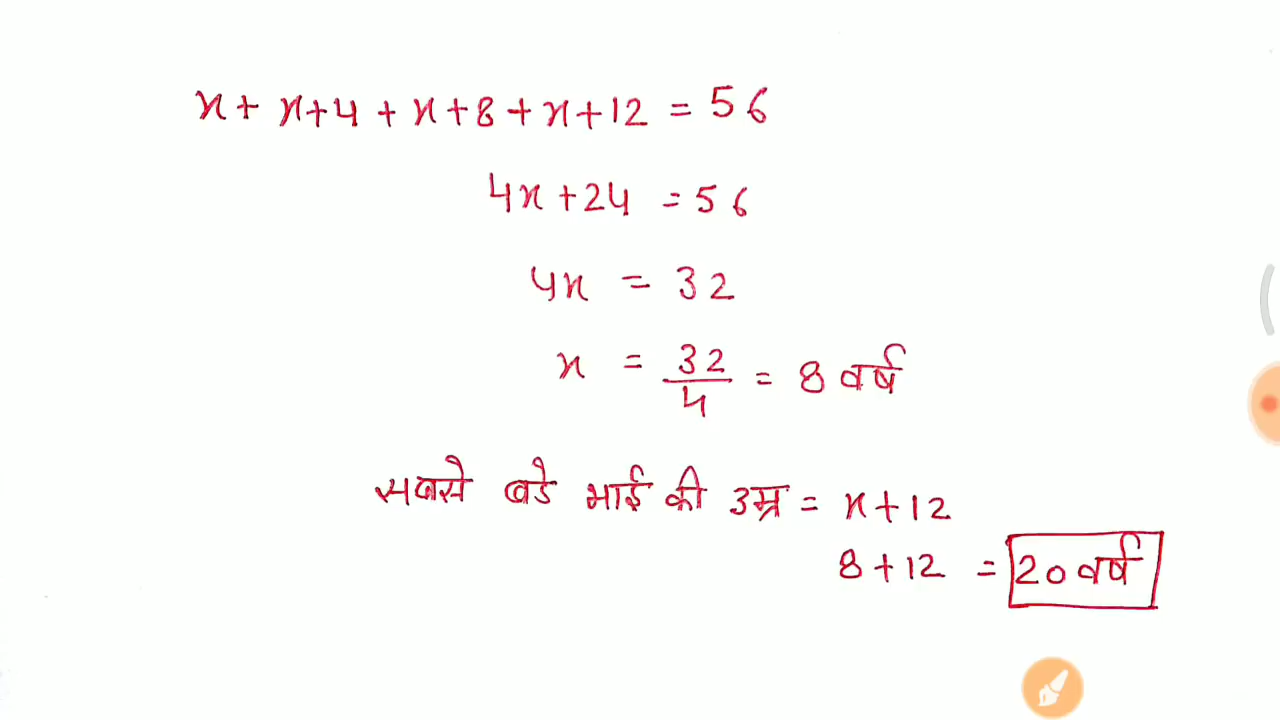 x + x+4 + x+8 + x+12 = 56
4x +24 = 56
4x = 32
x = 32/4 = 8 वर्ष
सबसे बडे भाई की उम्र = x+12
8+12 = 20 वर्ष